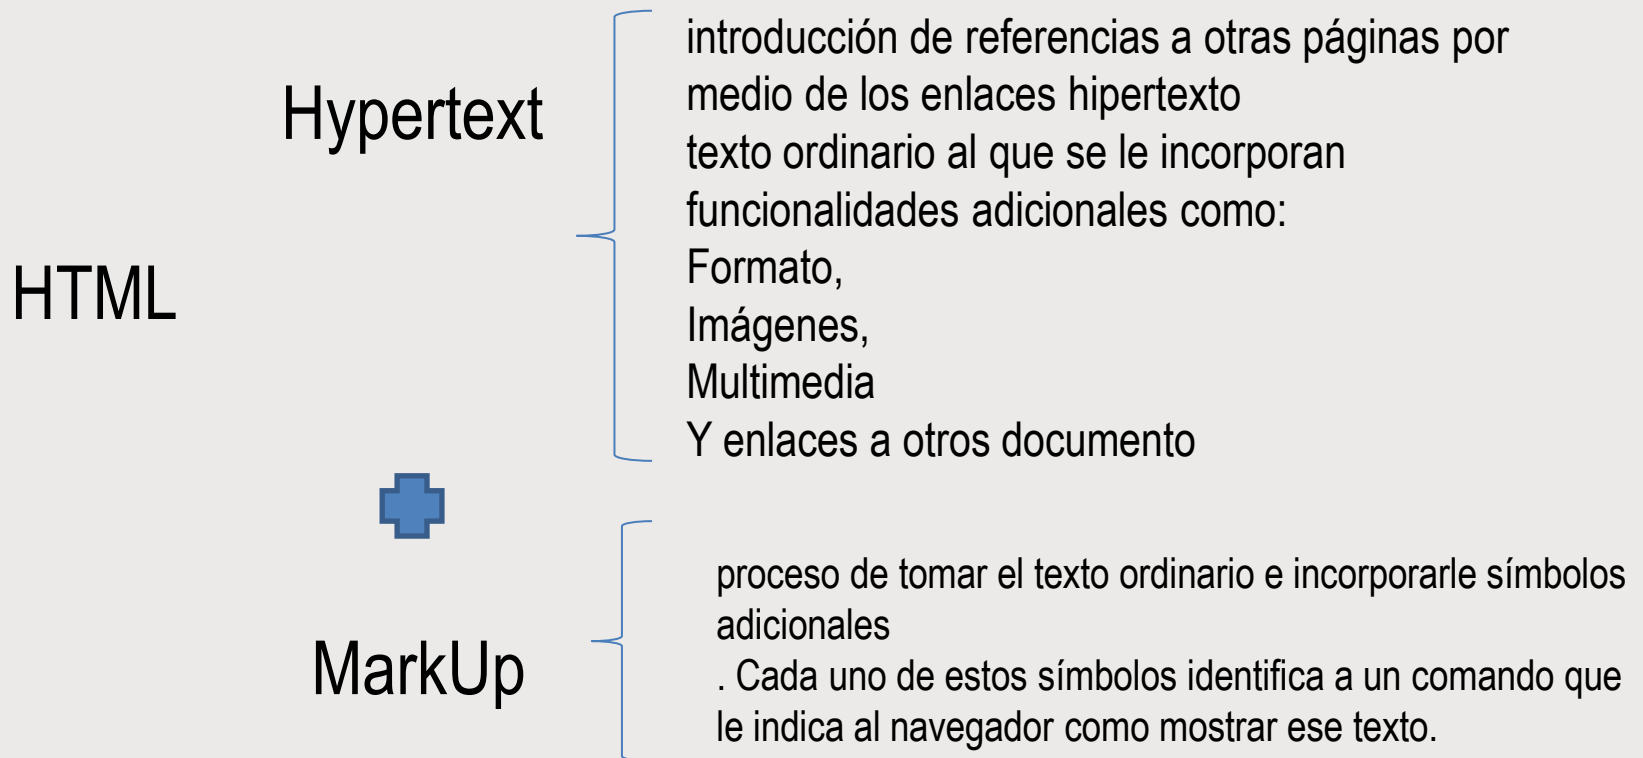 HTML
Hypertext
introducción de referencias a otras páginas por
medio de los enlaces hipertexto
texto ordinario al que se le incorporan
funcionalidades adicionales como:
Formato,
Imágenes,
Multimedia
Y enlaces a otros documento
MarkUp
proceso de tomar el texto ordinario e incorporarle símbolos
adicionales
. Cada uno de estos símbolos identifica a un comando que
le indica al navegador como mostrar ese texto.